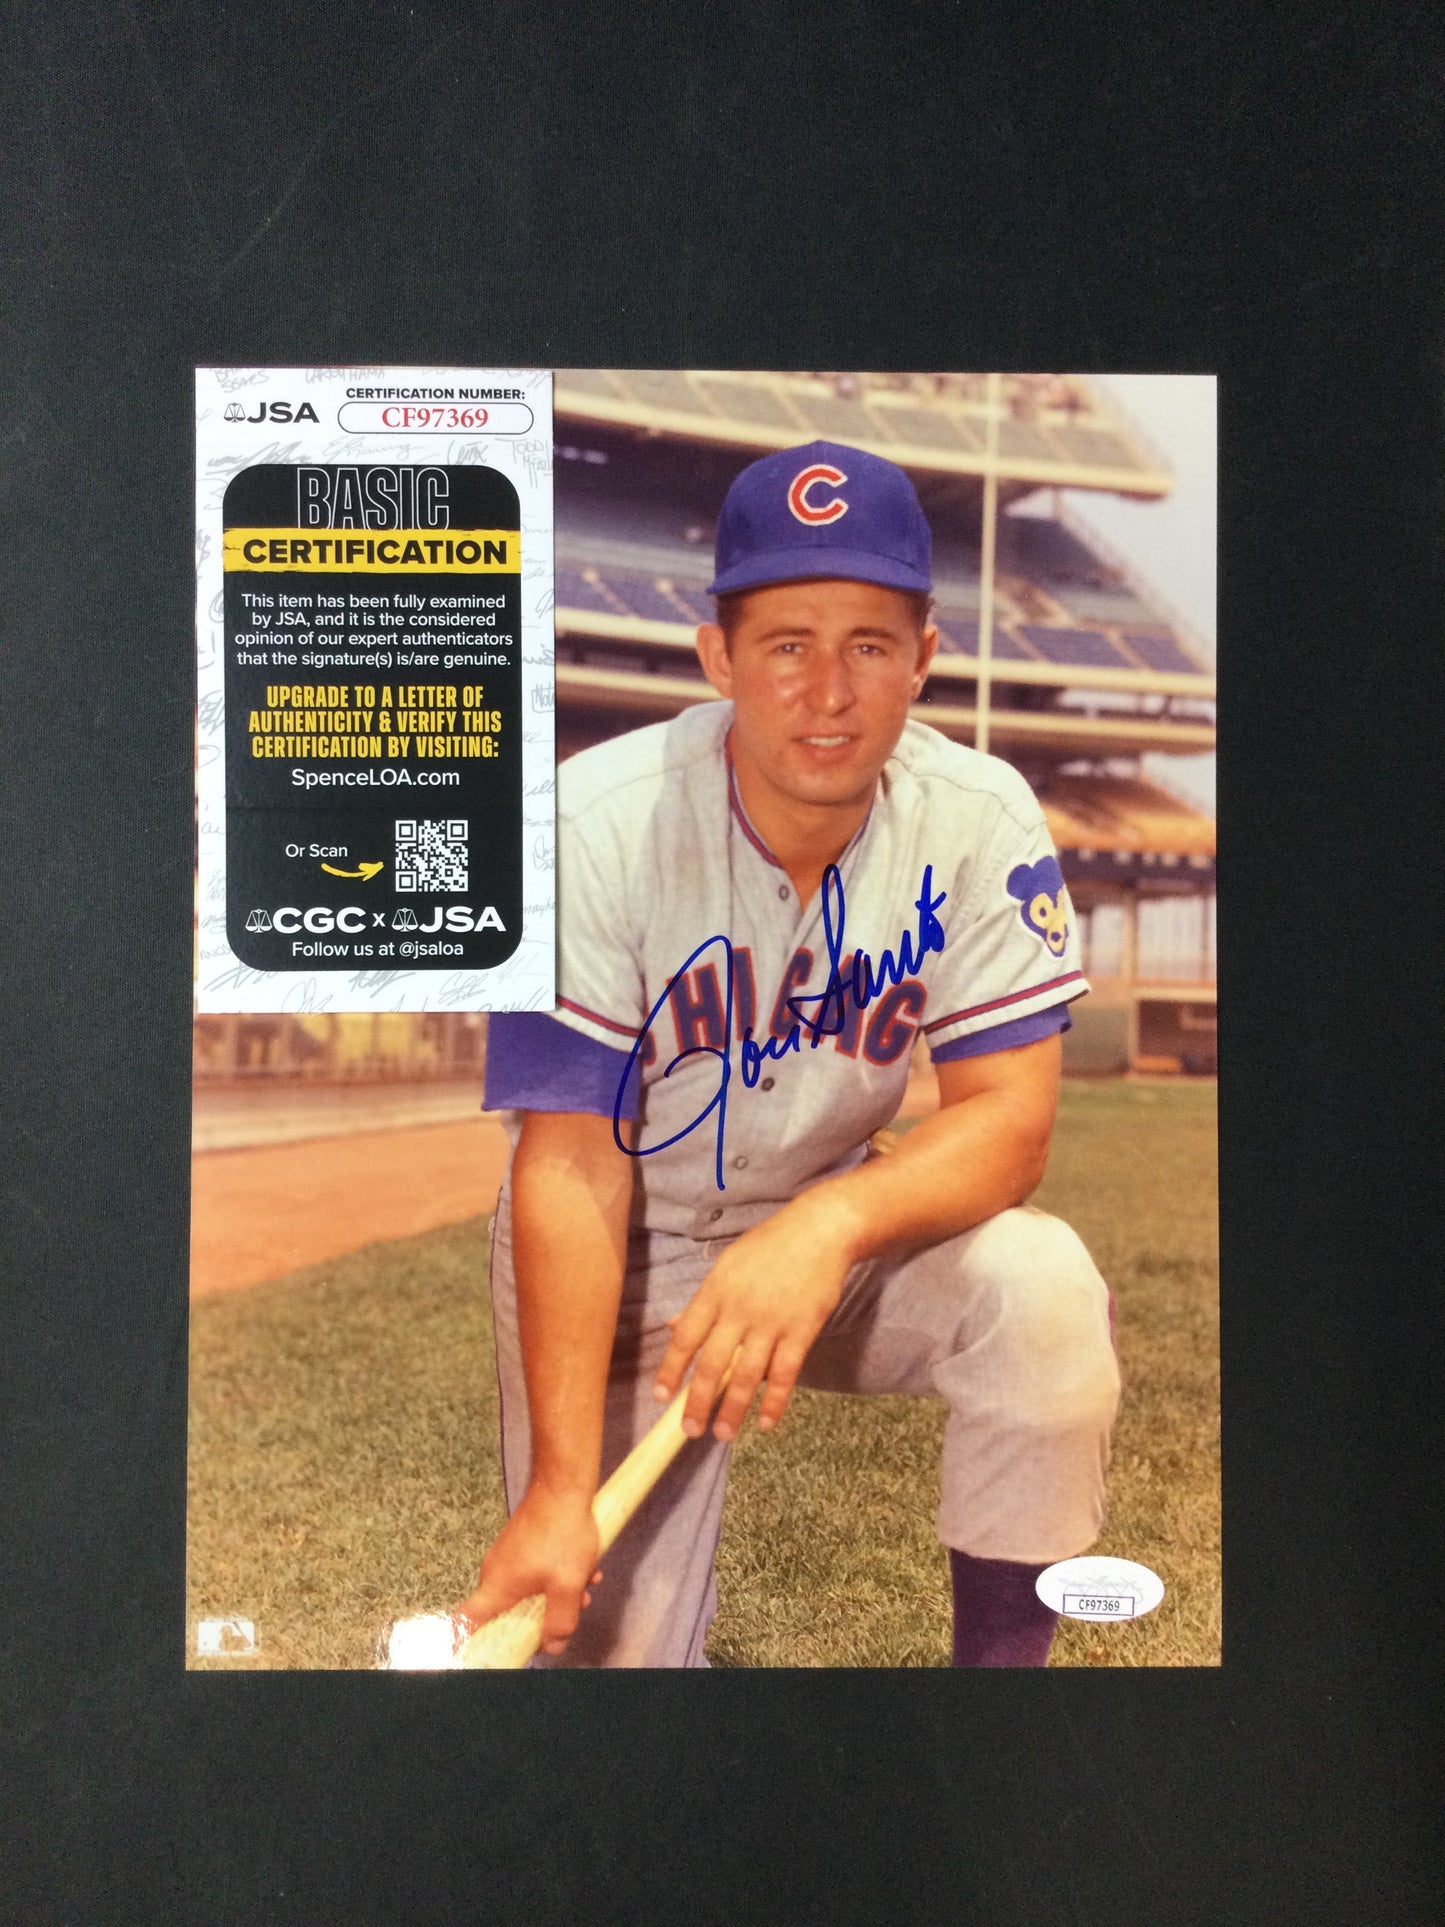 JSA
CERTIFICATION NUMBER:
CF97369
BASIC
CERTIFICATION
This item has been fully examined
by JSA, and it is the considered
opinion of our expert authenticators
that the signature(s) is/are genuine.
UPGRADE TO A LETTER OF
AUTHENTICITY & VERIFY THIS
CERTIFICATION BY VISITING:
SpenceLOA.com
Or Scan
CGC x JSA
Follow us at @jsaloa
C
Ron Santo
CHICAG
CF97369